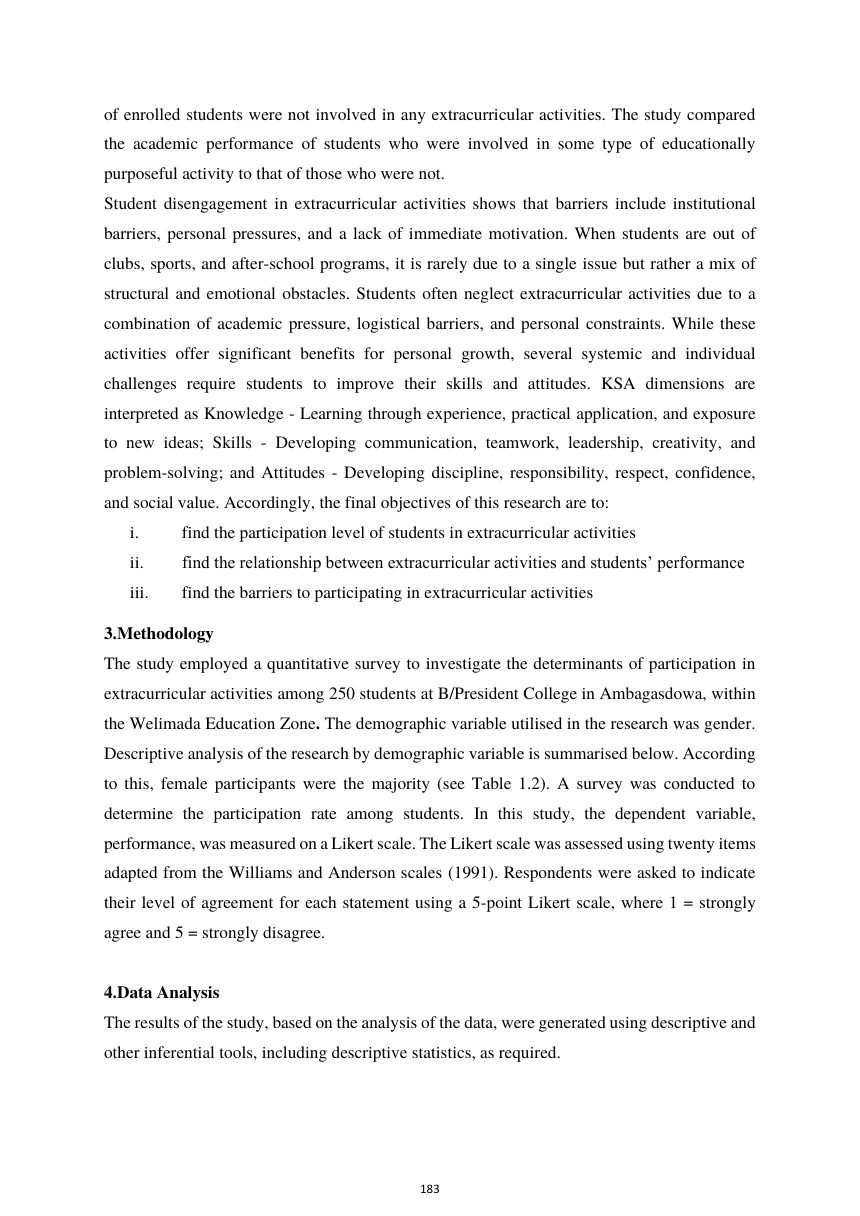 of enrolled students were not involved in any extracurricular activities. The study compared
the academic performance of students who were involved in some type of educationally
purposeful activity to that of those who were not.
Student disengagement in extracurricular activities shows that barriers include institutional
barriers, personal pressures, and a lack of immediate motivation. When students are out of
clubs, sports, and after-school programs, it is rarely due to a single issue but rather a mix of
structural and emotional obstacles. Students often neglect extracurricular activities due to a
combination of academic pressure, logistical barriers, and personal constraints. While these
activities offer significant benefits for personal growth, several systemic and individual
challenges require students to improve their skills and attitudes. KSA dimensions are
interpreted as Knowledge - Learning through experience, practical application, and exposure
to new ideas; Skills - Developing communication, teamwork, leadership, creativity, and
problem-solving; and Attitudes - Developing discipline, responsibility, respect, confidence,
and social value. Accordingly, the final objectives of this research are to:
i. find the participation level of students in extracurricular activities
ii. find the relationship between extracurricular activities and students’ performance
iii. find the barriers to participating in extracurricular activities
3.Methodology
The study employed a quantitative survey to investigate the determinants of participation in
extracurricular activities among 250 students at B/President College in Ambagasdowa, within
the Welimada Education Zone. The demographic variable utilised in the research was gender.
Descriptive analysis of the research by demographic variable is summarised below. According
to this, female participants were the majority (see Table 1.2). A survey was conducted to
determine the participation rate among students. In this study, the dependent variable,
performance, was measured on a Likert scale. The Likert scale was assessed using twenty items
adapted from the Williams and Anderson scales (1991). Respondents were asked to indicate
their level of agreement for each statement using a 5-point Likert scale, where 1 = strongly
agree and 5 = strongly disagree.
4.Data Analysis
The results of the study, based on the analysis of the data, were generated using descriptive and
other inferential tools, including descriptive statistics, as required.
183